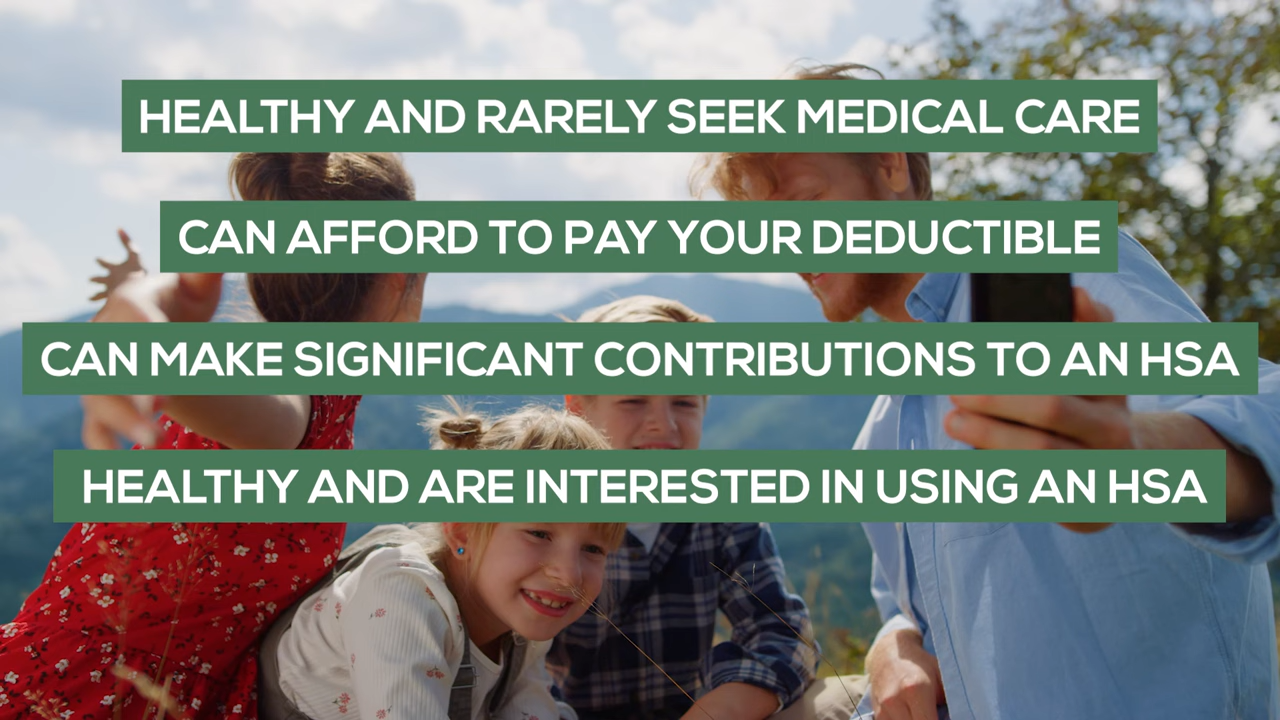 HEALTHY AND RARELY SEEK MEDICAL CARE
CAN AFFORD TO PAY YOUR DEDUCTIBLE
CAN MAKE SIGNIFICANT CONTRIBUTIONS TO AN HSA
HEALTHY AND ARE INTERESTED IN USING AN HSA